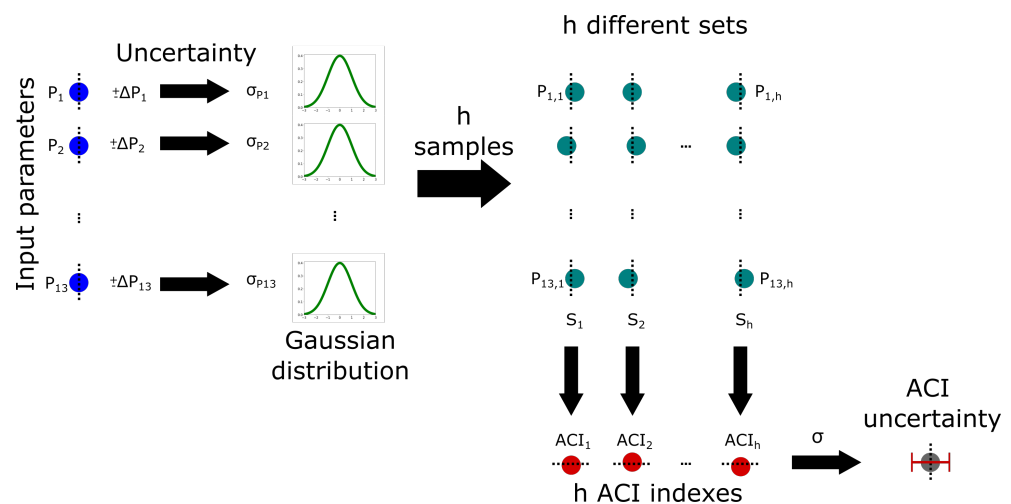 h different sets
Uncertainty
Input parameters
P1
±ΔP1
σP1
P1,1
P1,h
P2
±ΔP2
σP2
h
samples
...
...
...
...
...
P13
±ΔP13
σP13
P13,1
P13,h
Gaussian
distribution
S1
S2
Sh
ACI
uncertainty
ACI1
ACI2
ACIh
σ
...
h ACI indexes